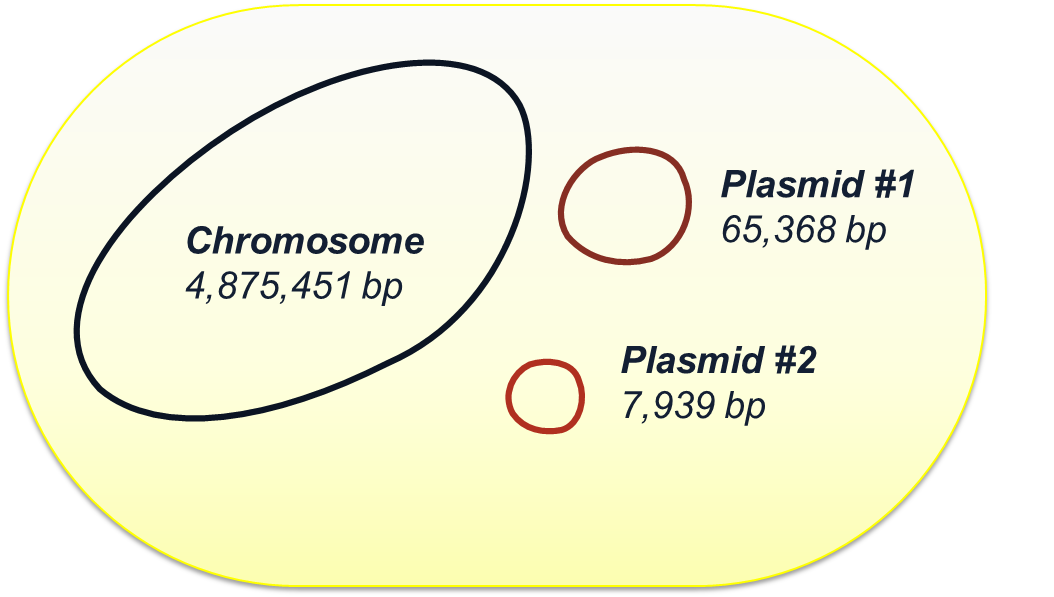 Chromosome
4,875,451 bp
Plasmid #1
65,368 bp
Plasmid #2
7,939 bp